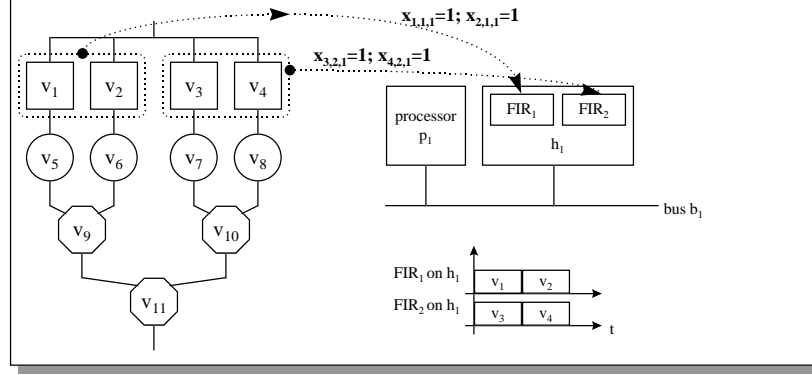 x1,1,1=1; x2,1,1=1
x3,2,1=1; x4,2,1=1
v1 v2 v3 v4
FIR1 FIR2
processor
p1
h1
v5 v6 v7 v8
bus b1
v9 v10
FIR1 on h1 v1 v2
v11
FIR2 on h1 v3 v4
t